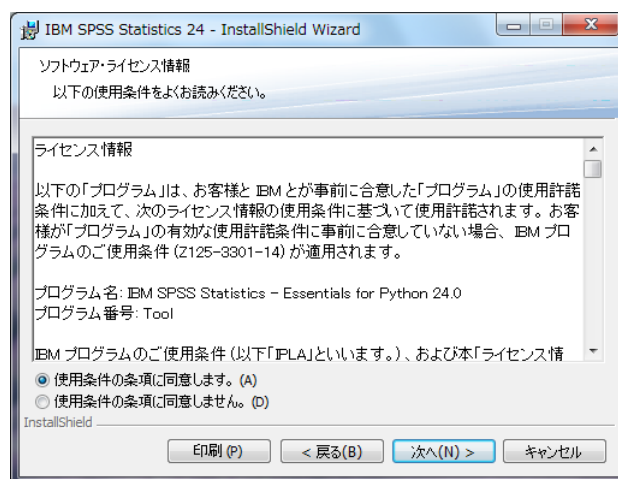 IBM SPSS Statistics 24 - InstallShield Wizard
ソフトウェア・ライセンス情報
以下の使用条件をよくお読みください。
ライセンス情報
以下の「プログラム」は、お客様と IBM とが事前に合意した「プログラム」の使用許諾
条件に加えて、次のライセンス情報の使用条件に基づいて使用許諾されます。お客
様が「プログラム」の有効な使用許諾条件に事前に合意していない場合、IBM プロ
グラムのご使用条件 (Z125-3301-14) が適用されます。
プログラム名: IBM SPSS Statistics - Essentials for Python 24.0
プログラム番号: Tool
IBM プログラムのご使用条件 (以下「IPLA」といいます。)、および本「ライセンス情
使用条件の条項に同意します。(A)
使用条件の条項に同意しません。(D)
InstallShield
印刷 (P)
< 戻る(B)
次へ(N) >
キャンセル